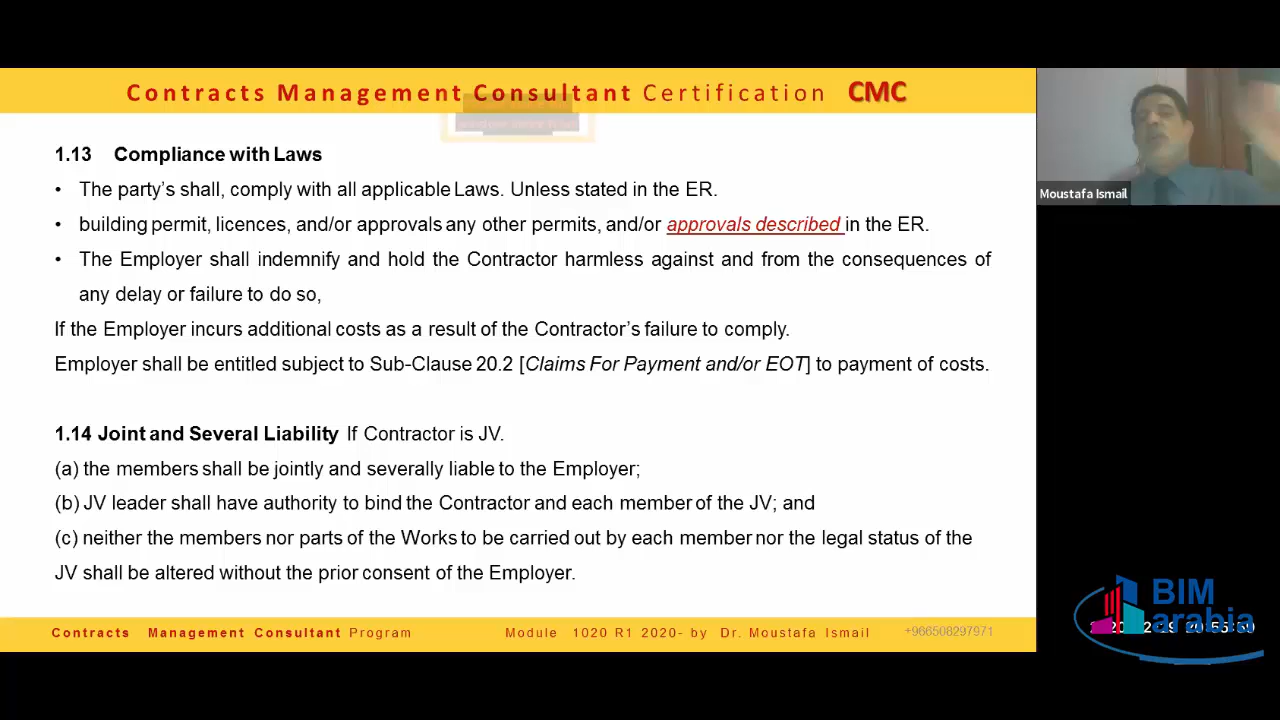 Contracts Management Consultant Certification CMC
1.13 Compliance with Laws
• The party's shall, comply with all applicable Laws. Unless stated in the ER.
• building permit, licences, and/or approvals any other permits, and/or approvals described in the ER.
• The Employer shall indemnify and hold the Contractor harmless against and from the consequences of
any delay or failure to do so,
If the Employer incurs additional costs as a result of the Contractor's failure to comply.
Employer shall be entitled subject to Sub-Clause 20.2 [Claims For Payment and/or EOT] to payment of costs.
1.14 Joint and Several Liability If Contractor is JV.
(a) the members shall be jointly and severally liable to the Employer;
(b) JV leader shall have authority to bind the Contractor and each member of the JV; and
(c) neither the members nor parts of the Works to be carried out by each member nor the legal status of the
JV shall be altered without the prior consent of the Employer.
Contracts Management Consultant Program Module 1020 R1 2020- by Dr. Moustafa Ismail +966508297971
Moustafa Ismail
BIM
arabia